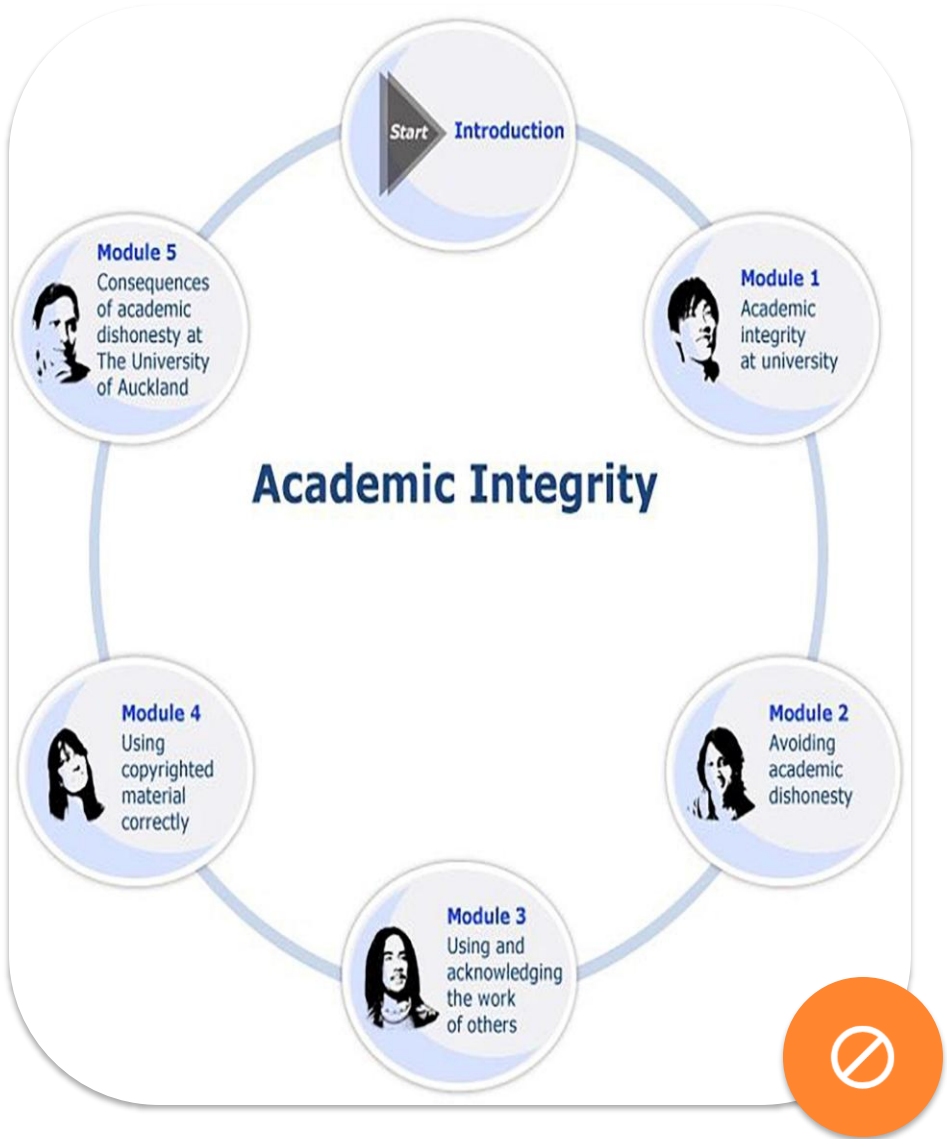 Start Introduction
Module 1
Academic
integrity
at university
Module 2
Avoiding
academic
dishonesty
Module 3
Using and
acknowledging
the work
of others
Module 4
Using
copyrighted
material
correctly
Module 5
Consequences
of academic
dishonesty at
The University
of Auckland
Academic Integrity